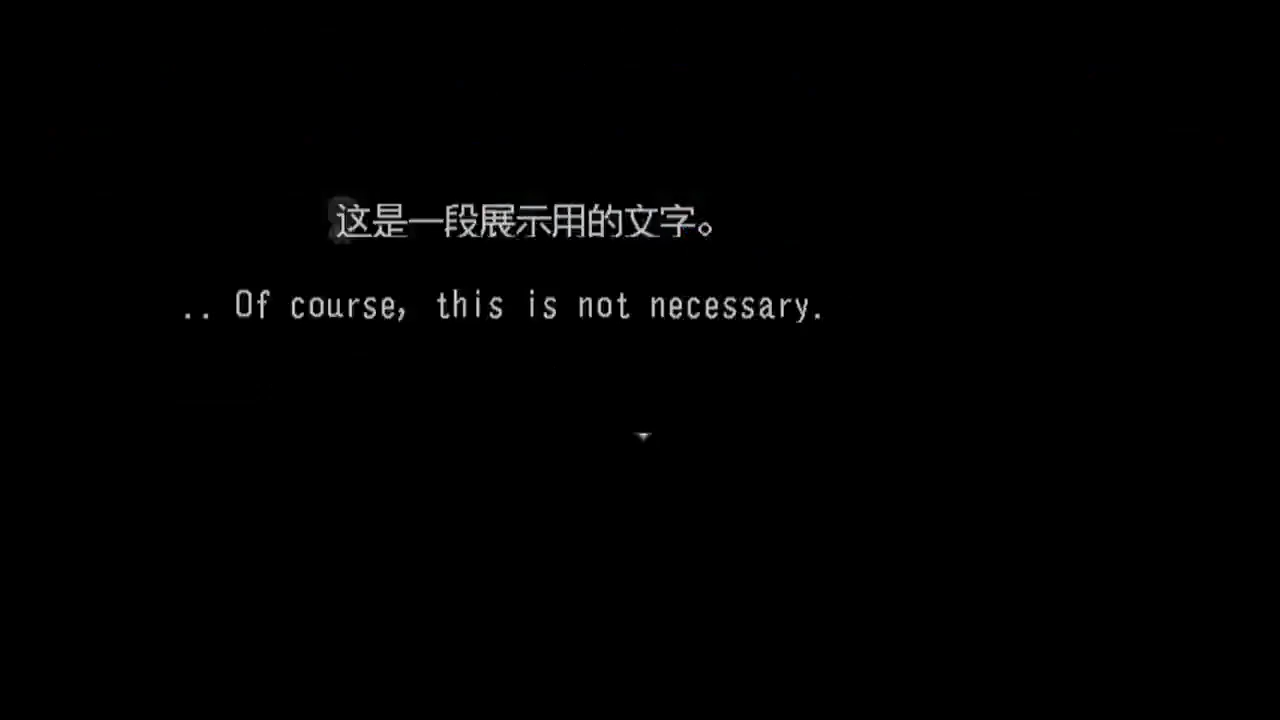 这是一段展示用的文字。
.. Of course, this is not necessary.